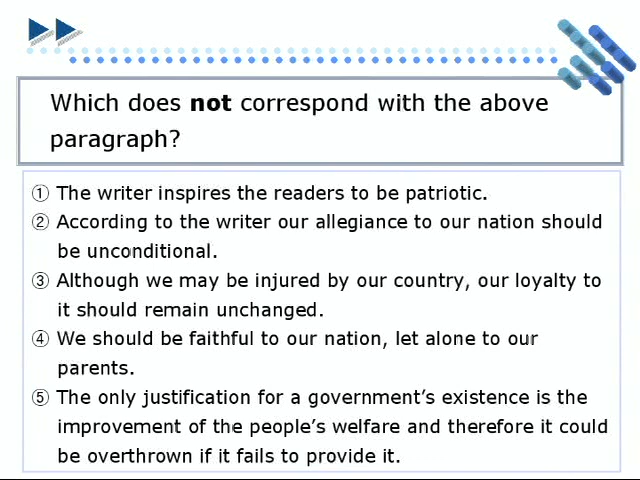 Which does not correspond with the above
paragraph?
① The writer inspires the readers to be patriotic.
② According to the writer our allegiance to our nation should
be unconditional.
③ Although we may be injured by our country, our loyalty to
it should remain unchanged.
④ We should be faithful to our nation, let alone to our
parents.
⑤ The only justification for a government's existence is the
improvement of the people's welfare and therefore it could
be overthrown if it fails to provide it.